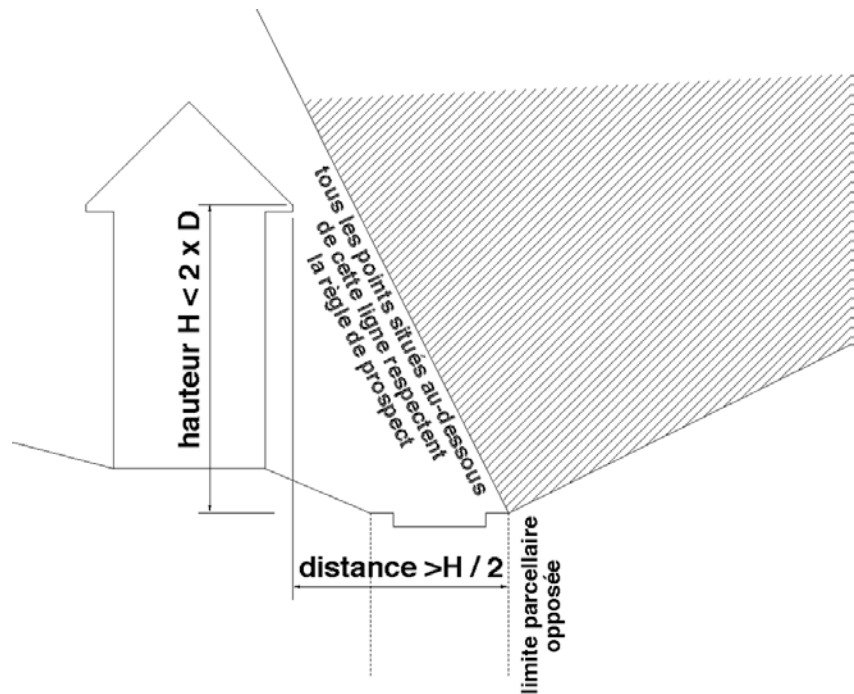 hauteur H < 2 x D
tous les points situés au-dessous
de cette ligne respectent
la règle de prospect
distance >H / 2
limite parcellaire
opposée